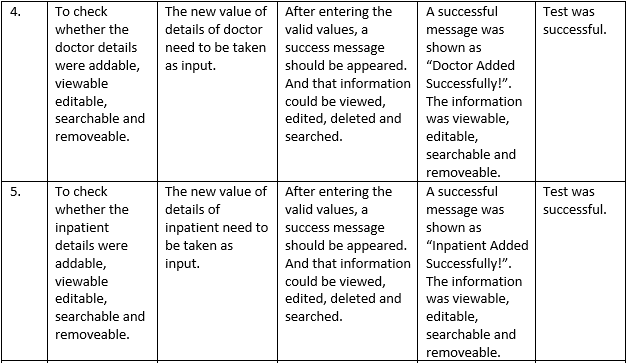 4.
To check
whether the
doctor details
were addable,
viewable
editable,
searchable and
removeable.
The new value of
details of doctor
need to be taken
as input.
After entering the
valid values, a
success message
should be appeared.
And that information
could be viewed,
edited, deleted and
searched.
A successful
message was
shown as
“Doctor Added
Successfully!”.
The information
was viewable,
editable,
searchable and
removeable.
Test was
successful.
5.
To check
whether the
inpatient
details were
addable,
viewable
editable,
searchable and
removeable.
The new value of
details of
inpatient need to
be taken as
input.
After entering the
valid values, a
success message
should be appeared.
And that information
could be viewed,
edited, deleted and
searched.
A successful
message was
shown as
“Inpatient Added
Successfully!”.
The information
was viewable,
editable,
searchable and
removeable.
Test was
successful.